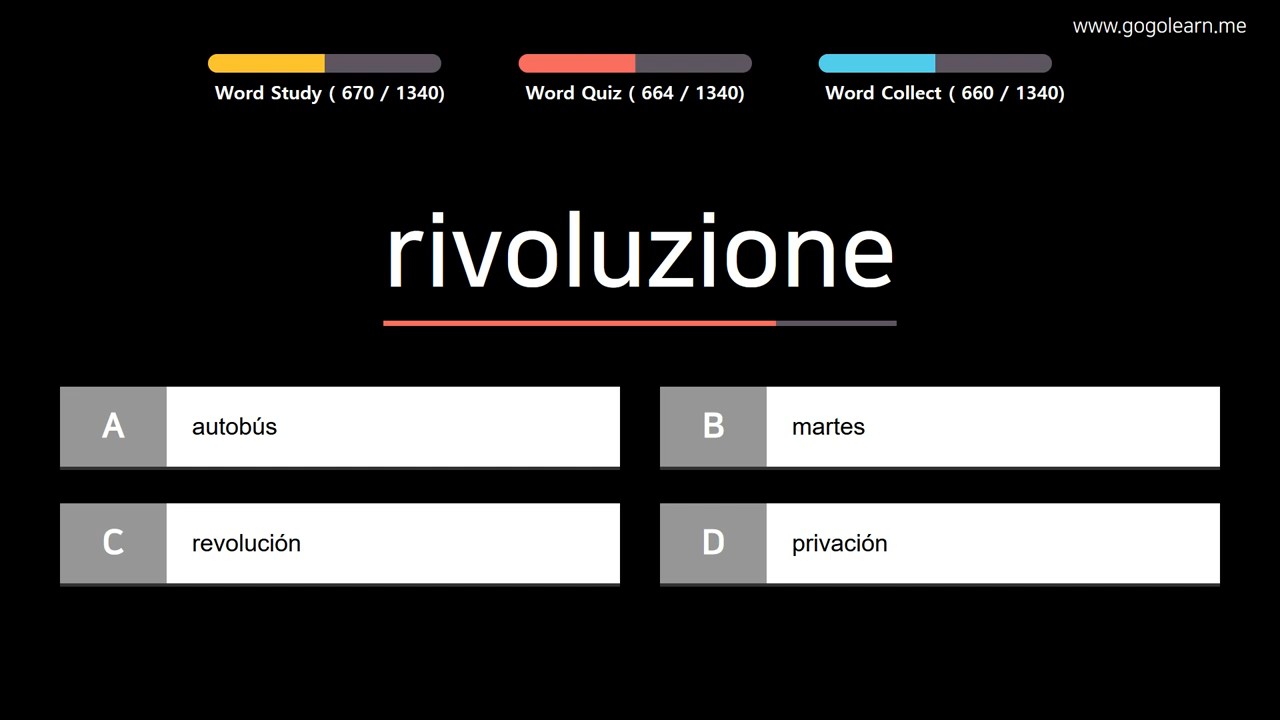 www.gogolearn.me
Word Study ( 670 / 1340)
Word Quiz ( 664 / 1340)
Word Collect ( 660 / 1340)
rivoluzione
A autobús
B martes
C revolución
D privación